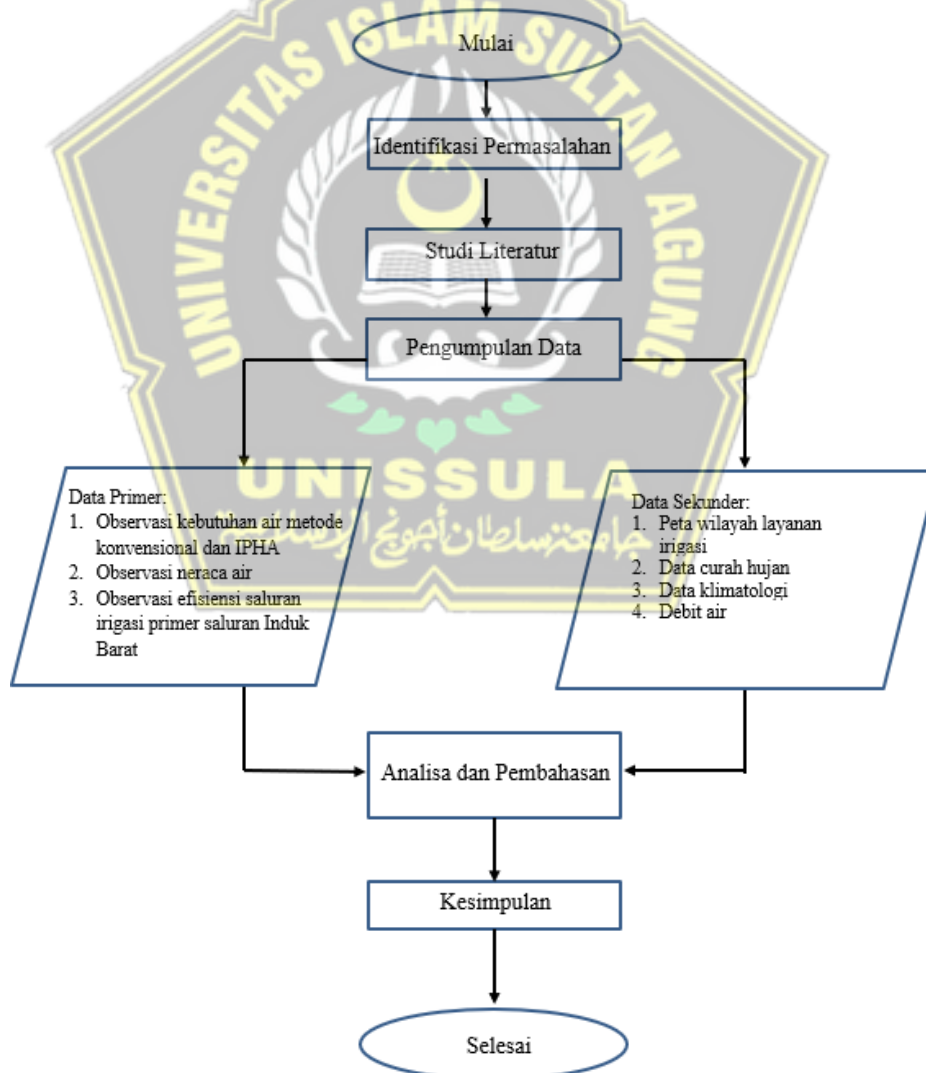 UNIVERSITAS ISLAM SULTAN AGUNG
Mulai
Identifikasi Permasalahan
Studi Literatur
Pengumpulan Data
UNISSULA
جامعة سلطان أجونج الإسلامية
Data Primer:
1. Observasi kebutuhan air metode
konvensional dan IPHA
2. Observasi neraca air
3. Observasi efisiensi saluran
irigasi primer saluran Induk
Barat
Data Sekunder:
1. Peta wilayah layanan
irigasi
2. Data curah hujan
3. Data klimatologi
4. Debit air
Analisa dan Pembahasan
Kesimpulan
Selesai